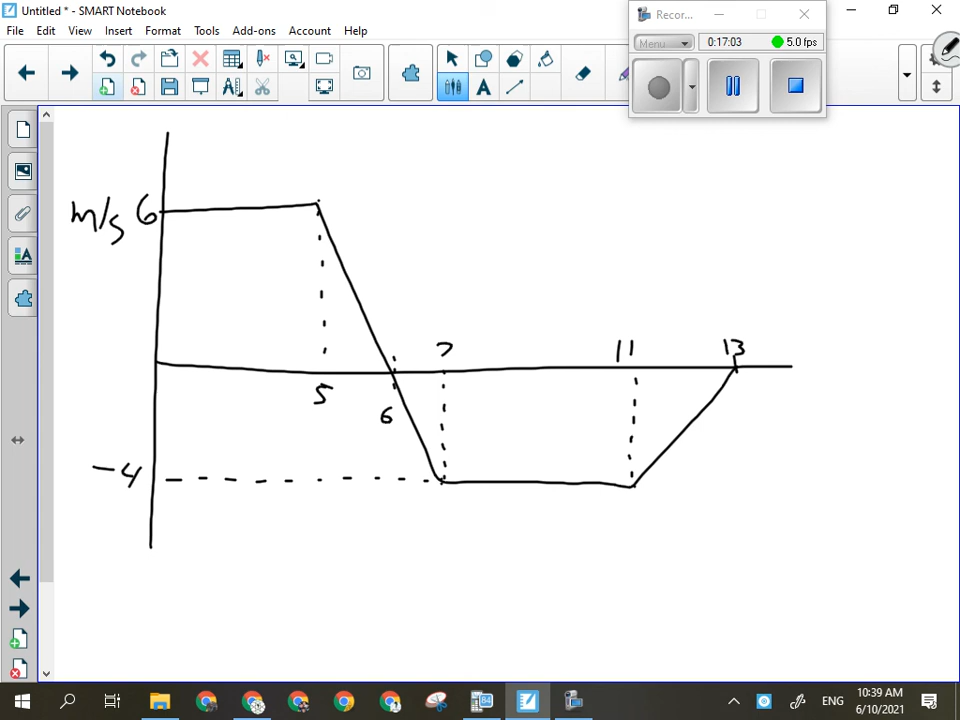 Untitled * - SMART Notebook
Recor...
File Edit View Insert Format Tools Add-ons Account Help
Menu
0:17:03
5.0 fps
m/s 6
7
11
13
5
6
-4
ENG
10:39 AM
6/10/2021